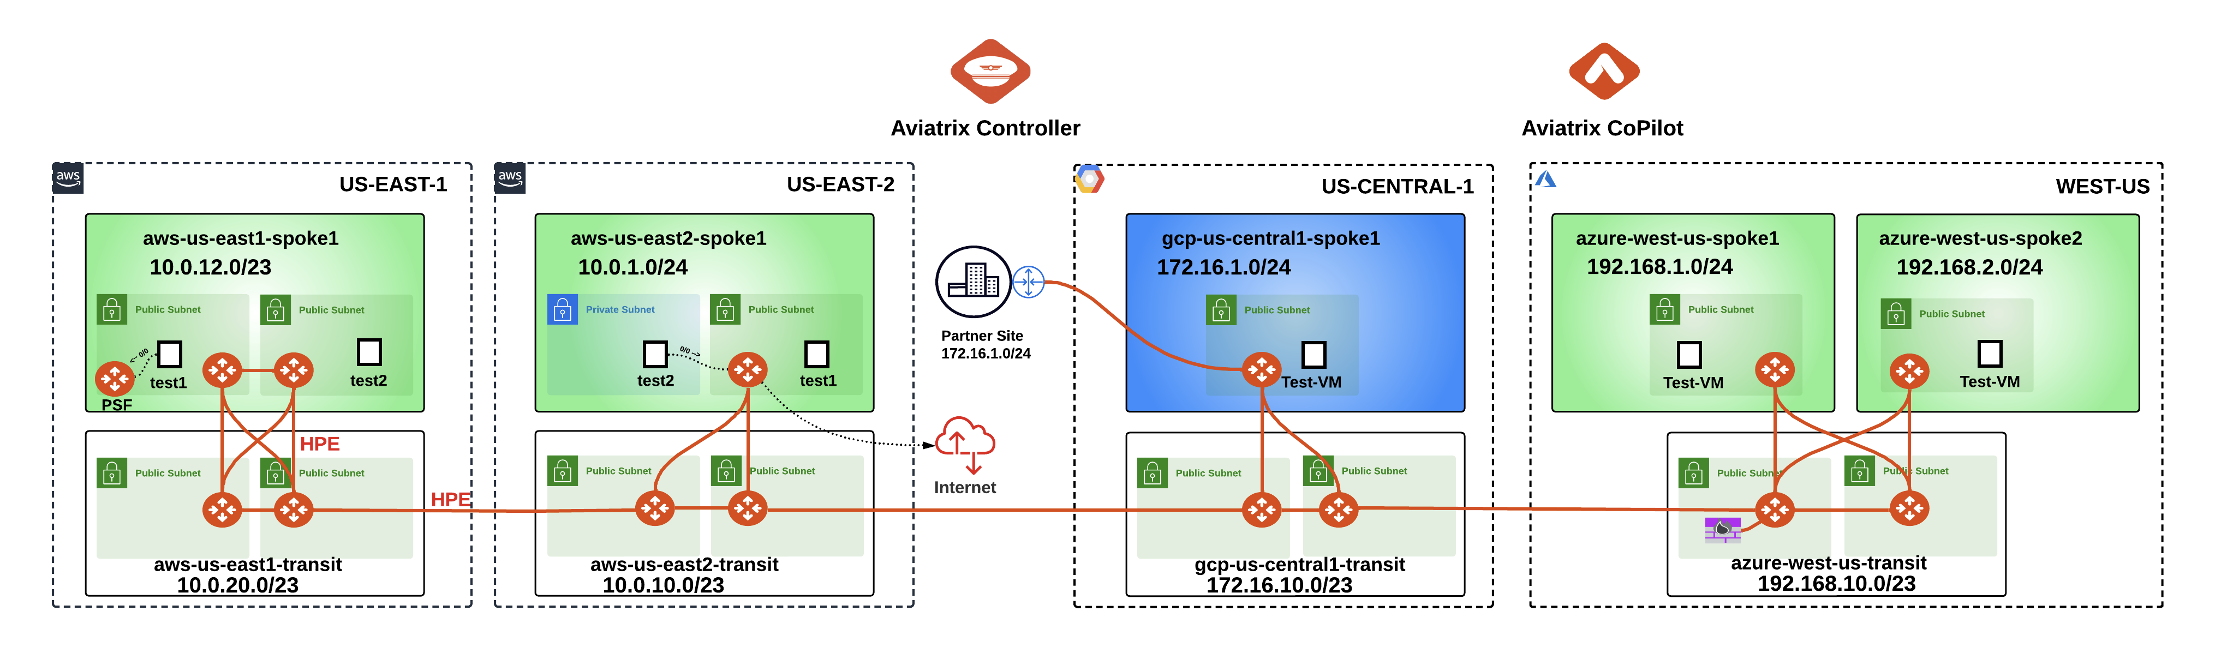 Aviatrix Controller
Aviatrix CoPilot
aws
US-EAST-1
aws-us-east1-spoke1
10.0.12.0/23
Public Subnet
Public Subnet
0/0
test1
test2
PSF
HPE
Public Subnet
Public Subnet
HPE
aws-us-east1-transit
10.0.20.0/23
aws
US-EAST-2
aws-us-east2-spoke1
10.0.1.0/24
Private Subnet
Public Subnet
0/0
test2
test1
Public Subnet
Public Subnet
aws-us-east2-transit
10.0.10.0/23
Partner Site
172.16.1.0/24
Internet
US-CENTRAL-1
gcp-us-central1-spoke1
172.16.1.0/24
Public Subnet
Test-VM
Public Subnet
Public Subnet
gcp-us-central1-transit
172.16.10.0/23
WEST-US
azure-west-us-spoke1
192.168.1.0/24
Public Subnet
Test-VM
azure-west-us-spoke2
192.168.2.0/24
Public Subnet
Test-VM
Public Subnet
Public Subnet
azure-west-us-transit
192.168.10.0/23